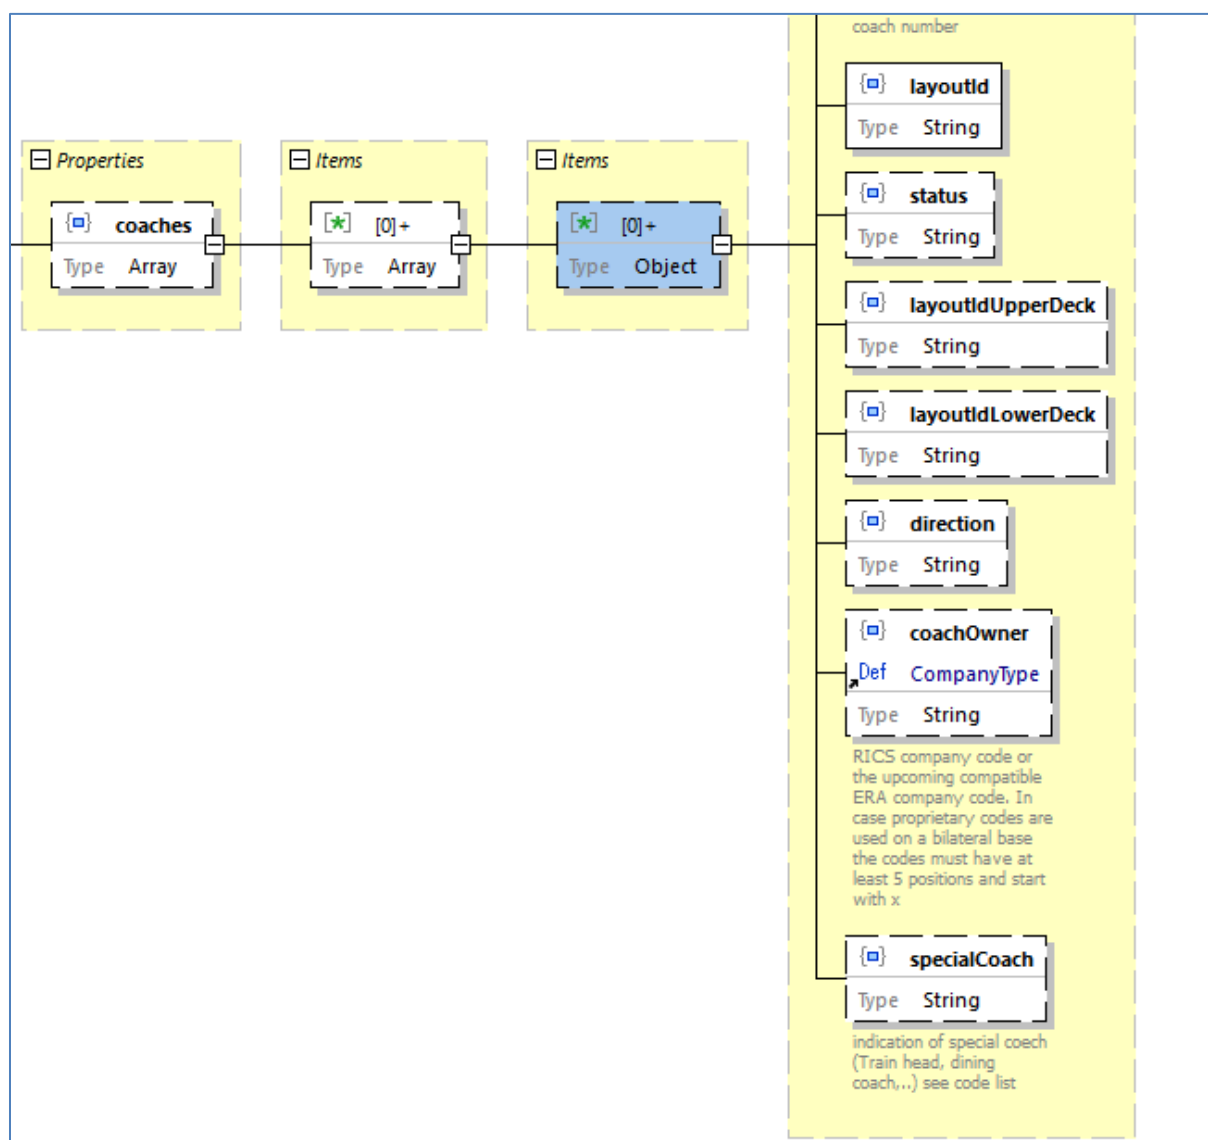 coach number
layoutId
Type String
Properties
Items
Items
status
Type String
coaches
Type Array
[*] [0]+
Type Array
[*] [0]+
Type Object
layoutIdUpperDeck
Type String
layoutIdLowerDeck
Type String
direction
Type String
coachOwner
Def CompanyType
Type String
RICS company code or
the upcoming compatible
ERA company code. In
case proprietary codes are
used on a bilateral base
the codes must have at
least 5 positions and start
with x
specialCoach
Type String
indication of special coech
(Train head, dining
coach,..) see code list